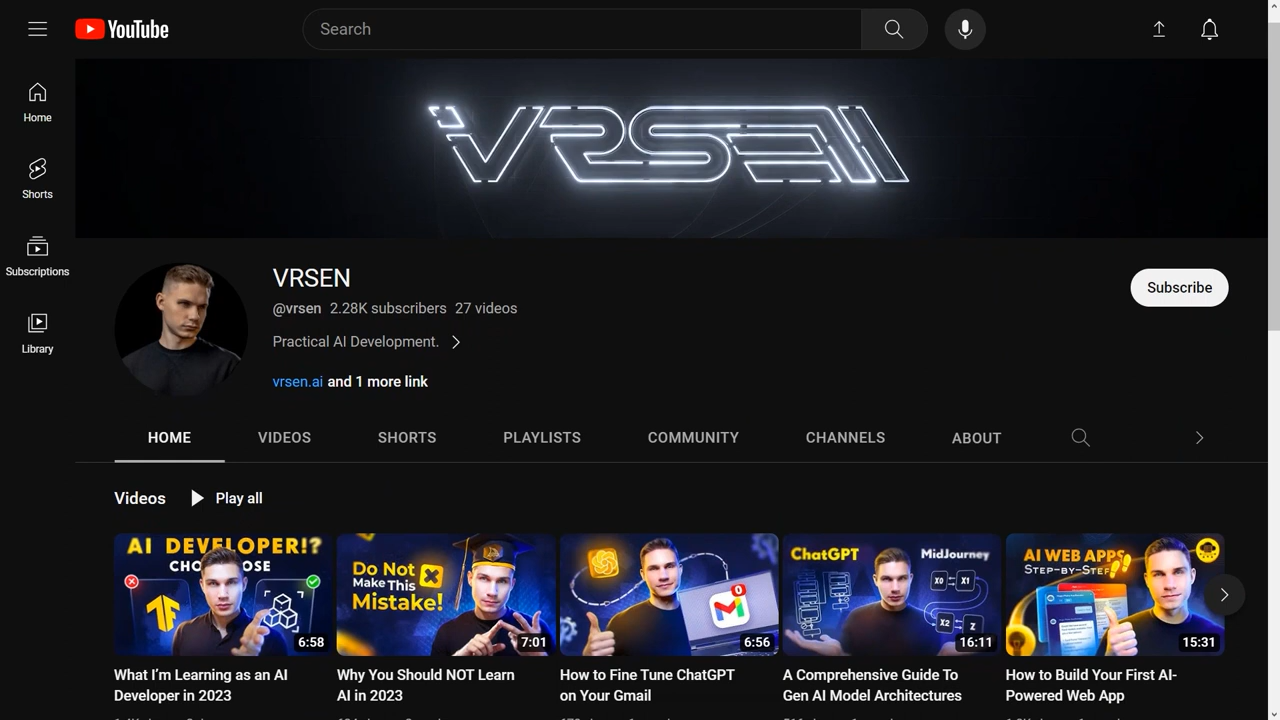 YouTube
Search
Home
Shorts
Subscriptions
Library
VRSEN
VRSEN
@vrsen 2.28K subscribers 27 videos
Subscribe
Practical AI Development.
vrsen.ai and 1 more link
HOME VIDEOS SHORTS PLAYLISTS COMMUNITY CHANNELS ABOUT
Videos Play all
AI DEVELOPER!?
6:58
Do Not
Make This
Mistake!
7:01
0
6:56
ChatGPT MidJourney
X0 X1
X2 Z
16:11
AI WEB APPS
STEP-BY-STEP
15:31
What I'm Learning as an AI
Developer in 2023
Why You Should NOT Learn
AI in 2023
How to Fine Tune ChatGPT
on Your Gmail
A Comprehensive Guide To
Gen AI Model Architectures
How to Build Your First AI-
Powered Web App